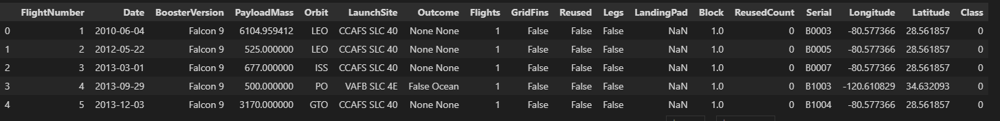 FlightNumber Date BoosterVersion PayloadMass Orbit LaunchSite Outcome Flights GridFins Reused Legs LandingPad Block ReusedCount Serial Longitude Latitude Class
0 1 2010-06-04 Falcon 9 6104.959412 LEO CCAFS SLC 40 None None 1 False False False NaN 1.0 0 B0003 -80.577366 28.561857 0
1 2 2012-05-22 Falcon 9 525.000000 LEO CCAFS SLC 40 None None 1 False False False NaN 1.0 0 B0005 -80.577366 28.561857 0
2 3 2013-03-01 Falcon 9 677.000000 ISS CCAFS SLC 40 None None 1 False False False NaN 1.0 0 B0007 -80.577366 28.561857 0
3 4 2013-09-29 Falcon 9 500.000000 PO VAFB SLC 4E False Ocean 1 False False False NaN 1.0 0 B1003 -120.610829 34.632093 0
4 5 2013-12-03 Falcon 9 3170.000000 GTO CCAFS SLC 40 None None 1 False False False NaN 1.0 0 B1004 -80.577366 28.561857 0